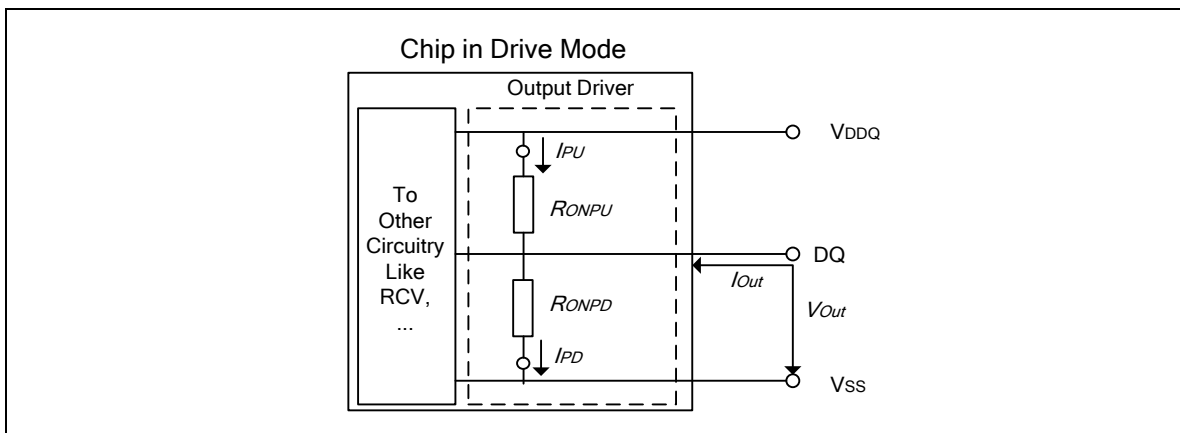 Chip in Drive Mode
Output Driver
VDDQ
IPU
To
Other
Circuitry
Like
RCV,
...
RONPU
DQ
IOut
RONPD
VOut
IPD
VSS